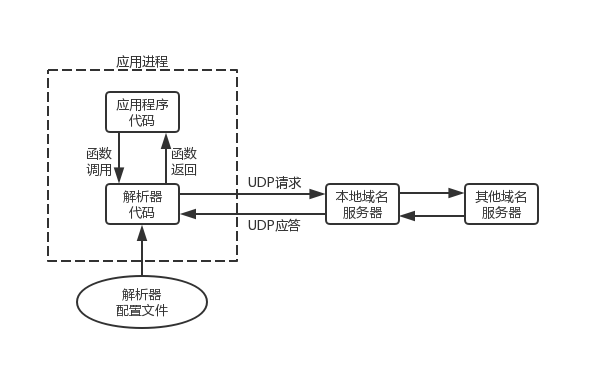 应用进程
应用程序
代码
函数
调用
函数
返回
解析器
代码
UDP请求
UDP应答
本地域名
服务器
其他域名
服务器
解析器
配置文件